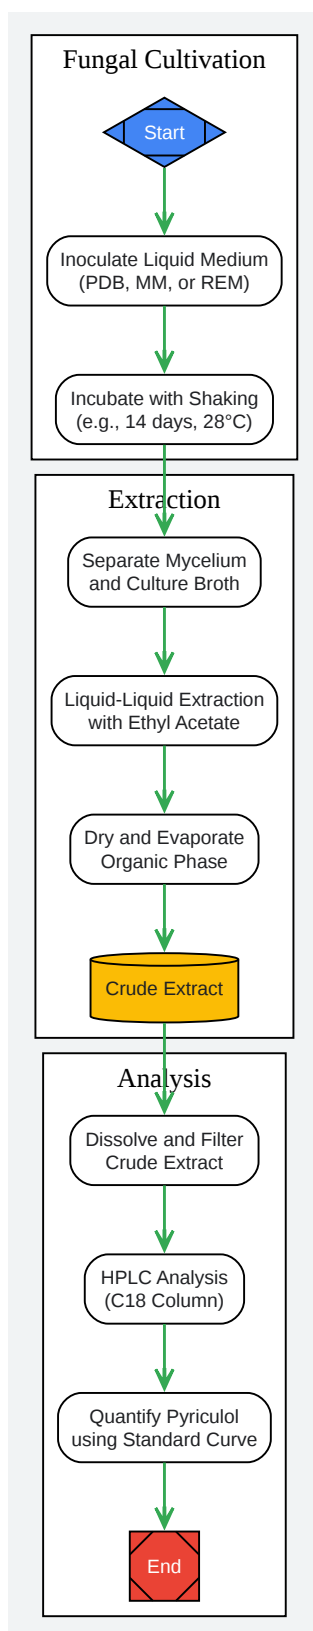 Fungal Cultivation
Start
Inoculate Liquid Medium
(PDB, MM, or REM)
Incubate with Shaking
(e.g., 14 days, 28°C)
Extraction
Separate Mycelium
and Culture Broth
Liquid-Liquid Extraction
with Ethyl Acetate
Dry and Evaporate
Organic Phase
Crude Extract
Analysis
Dissolve and Filter
Crude Extract
HPLC Analysis
(C18 Column)
Quantify Pyriculol
using Standard Curve
End